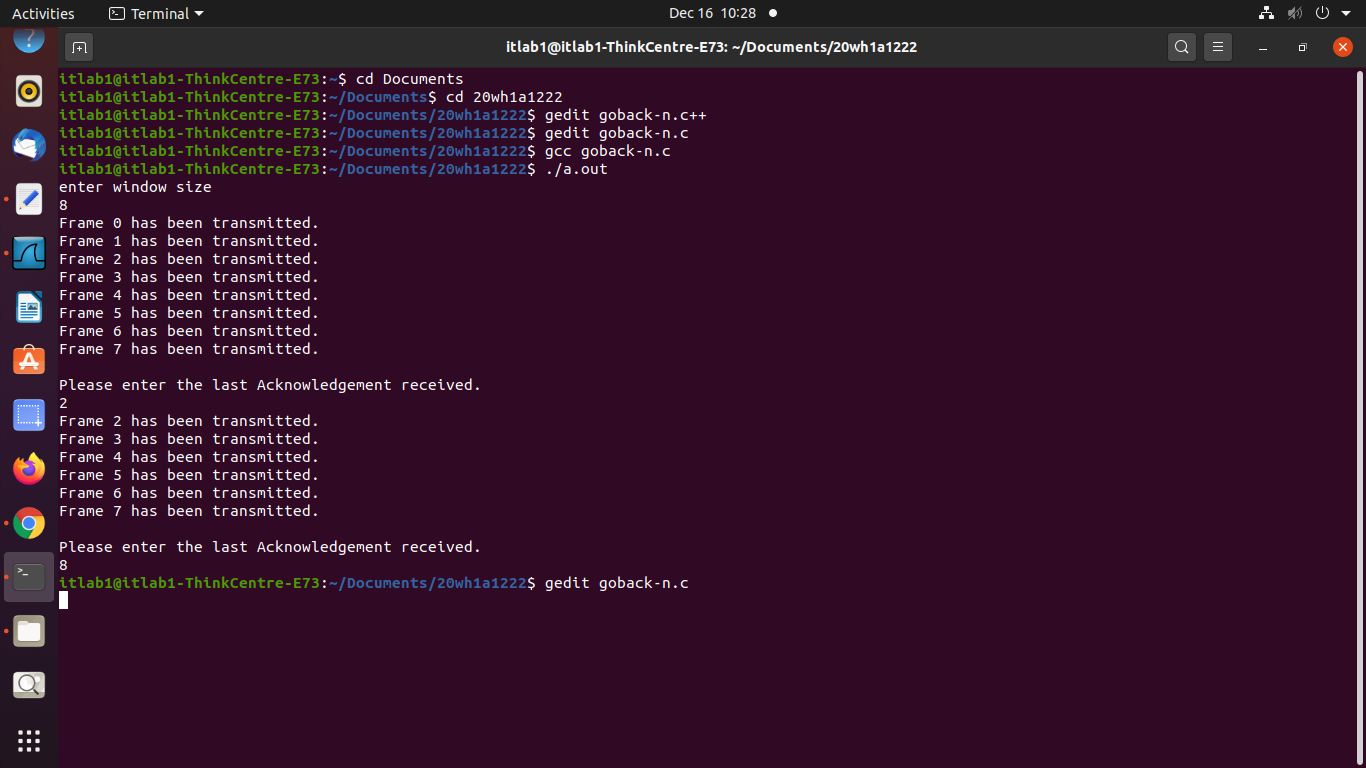 Activities
Terminal
Dec 16 10:28
itlab1@itlab1-ThinkCentre-E73: ~/Documents/20wh1a1222
itlab1@itlab1-ThinkCentre-E73:~$ cd Documents
itlab1@itlab1-ThinkCentre-E73:~/Documents$ cd 20wh1a1222
itlab1@itlab1-ThinkCentre-E73:~/Documents/20wh1a1222$ gedit goback-n.c++
itlab1@itlab1-ThinkCentre-E73:~/Documents/20wh1a1222$ gedit goback-n.c
itlab1@itlab1-ThinkCentre-E73:~/Documents/20wh1a1222$ gcc goback-n.c
itlab1@itlab1-ThinkCentre-E73:~/Documents/20wh1a1222$ ./a.out
enter window size
8
Frame 0 has been transmitted.
Frame 1 has been transmitted.
Frame 2 has been transmitted.
Frame 3 has been transmitted.
Frame 4 has been transmitted.
Frame 5 has been transmitted.
Frame 6 has been transmitted.
Frame 7 has been transmitted.
Please enter the last Acknowledgement received.
2
Frame 2 has been transmitted.
Frame 3 has been transmitted.
Frame 4 has been transmitted.
Frame 5 has been transmitted.
Frame 6 has been transmitted.
Frame 7 has been transmitted.
Please enter the last Acknowledgement received.
8
itlab1@itlab1-ThinkCentre-E73:~/Documents/20wh1a1222$ gedit goback-n.c